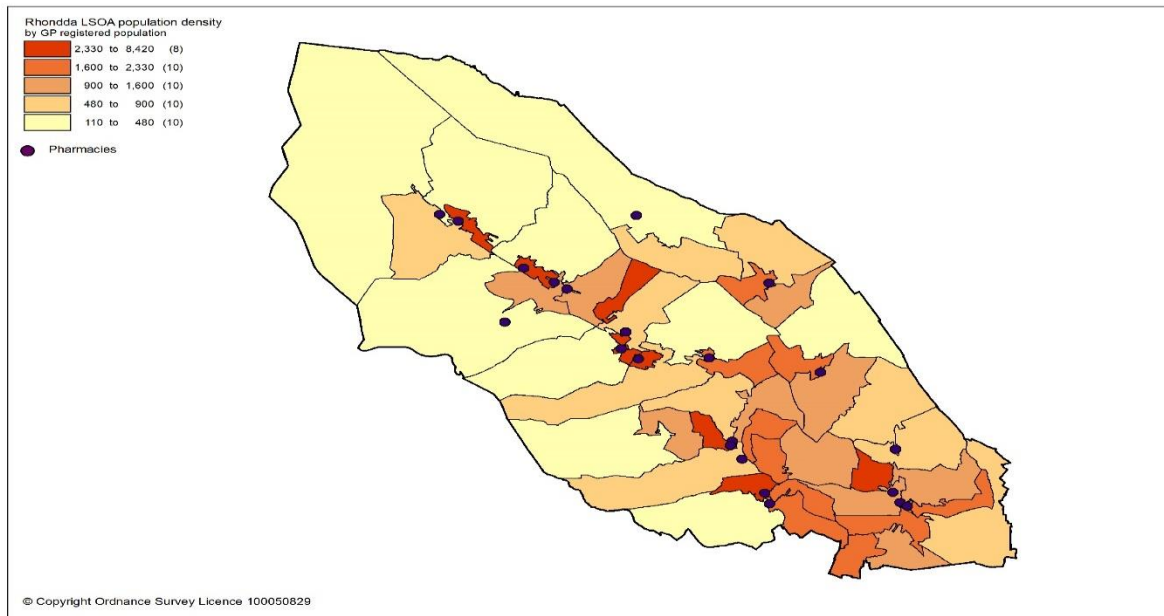 Rhondda LSOA population density
by GP registered population
2,330 to 8,420 (8)
1,600 to 2,330 (10)
900 to 1,600 (10)
480 to 900 (10)
110 to 480 (10)
Pharmacies
© Copyright Ordnance Survey Licence 100050829